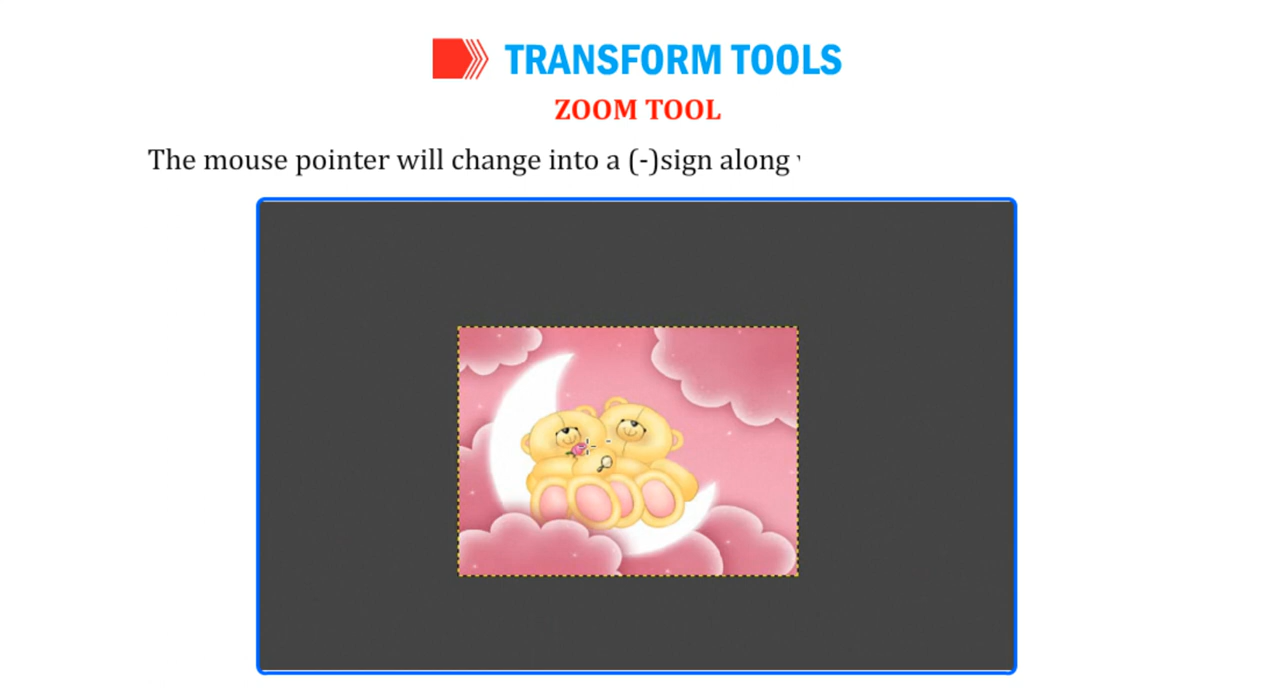 TRANSFORM TOOLS
ZOOM TOOL
The mouse pointer will change into a (-)sign along